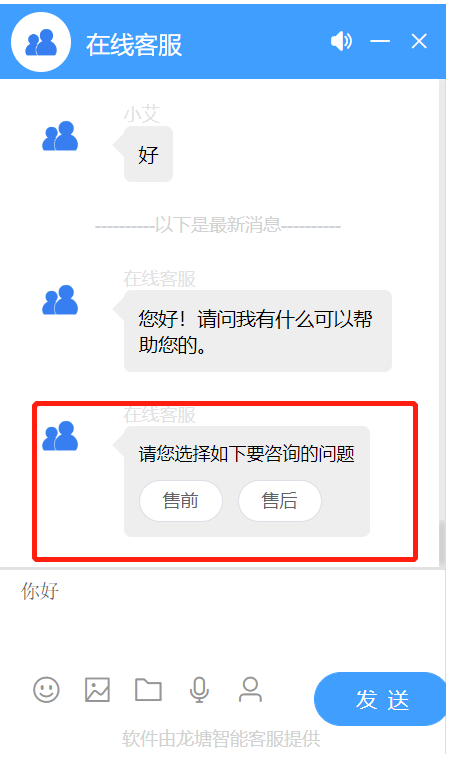 在线客服
小艾
好
----------以下是最新消息----------
在线客服
您好！请问我有什么可以帮
助您的。
在线客服
请您选择如下要咨询的问题
售前 售后
你好
发 送
软件由龙塘智能客服提供